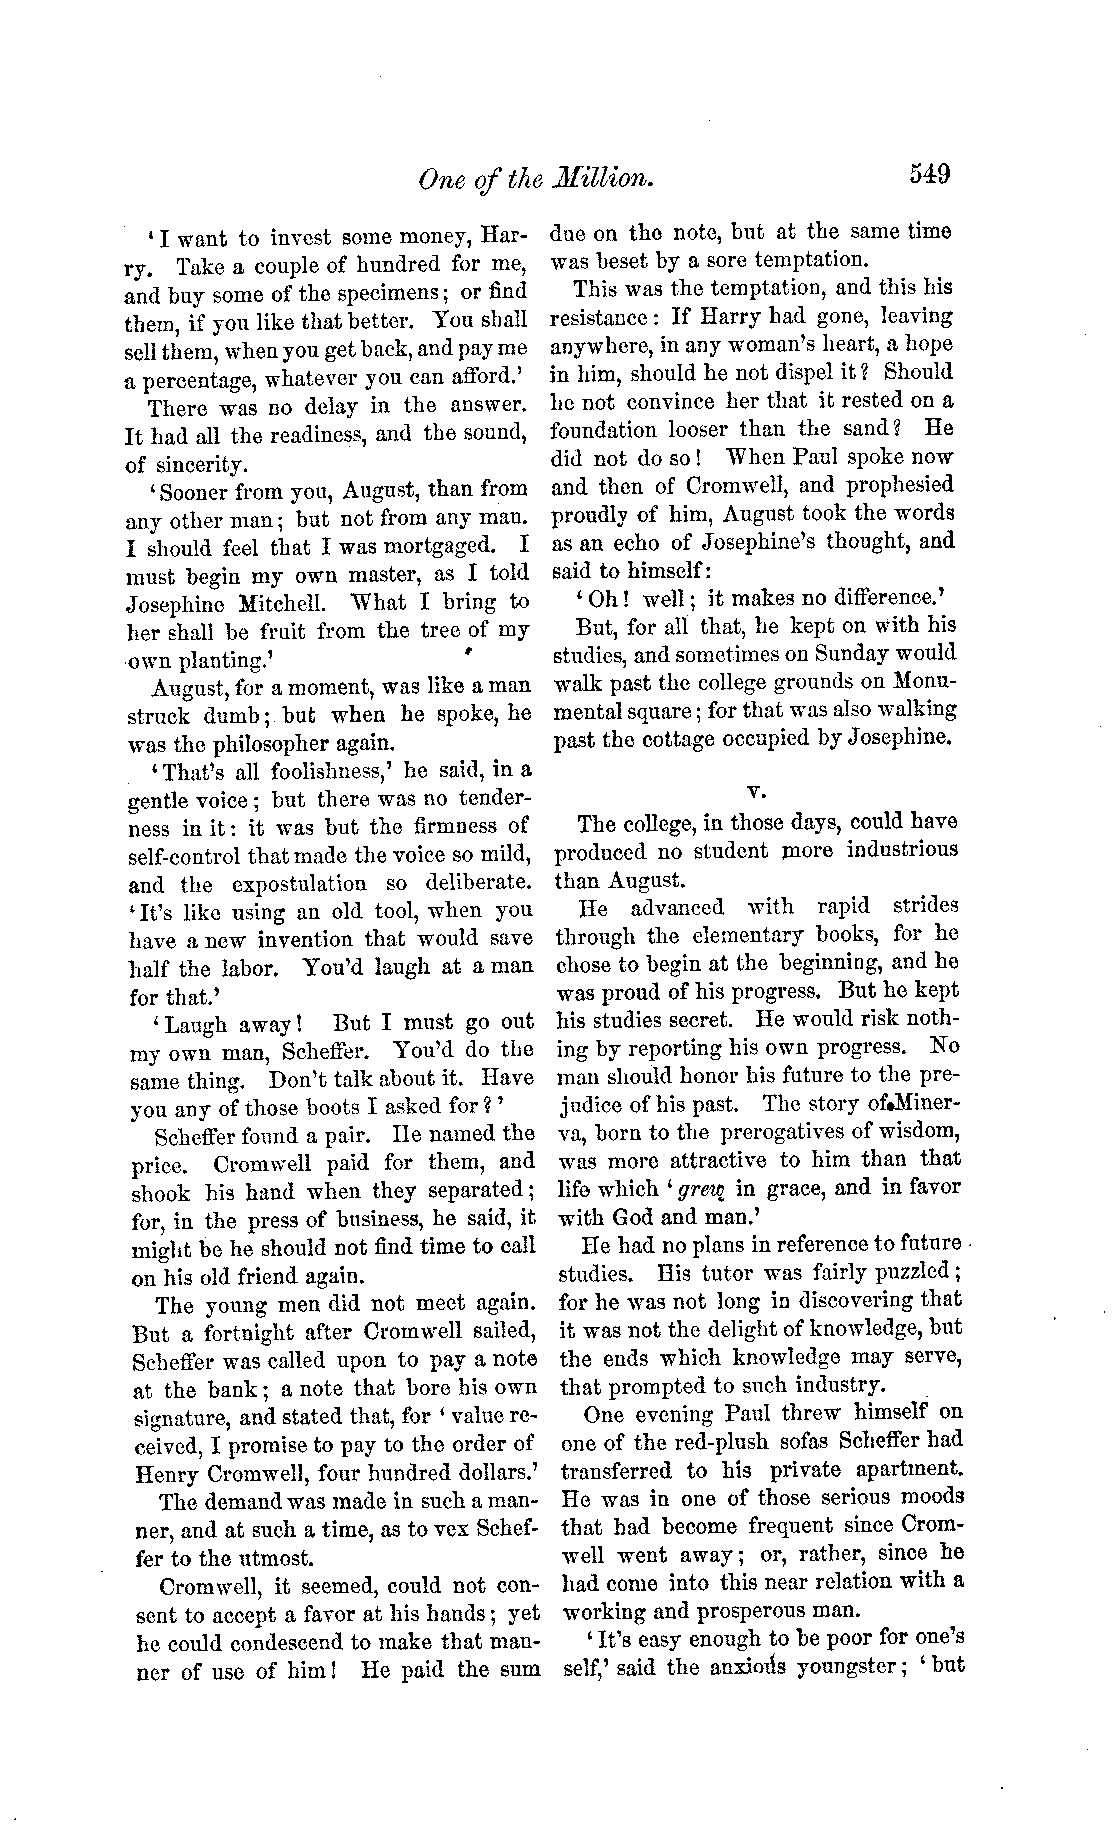 One of the Million. 549
'I want to invest some money, Har-
ry. Take a couple of hundred for me,
and buy some of the specimens; or find
them, if you like that better. You shall
sell them, when you get back, and pay me
a percentage, whatever you can afford.'
There was no delay in the answer.
It had all the readiness, and the sound,
of sincerity.
'Sooner from you, August, than from
any other man; but not from any man.
I should feel that I was mortgaged. I
must begin my own master, as I told
Josephine Mitchell. What I bring to
her shall be fruit from the tree of my
own planting.'
August, for a moment, was like a man
struck dumb; but when he spoke, he
was the philosopher again.
'That's all foolishness,' he said, in a
gentle voice; but there was no tender-
ness in it: it was but the firmness of
self-control that made the voice so mild,
and the expostulation so deliberate.
'It's like using an old tool, when you
have a new invention that would save
half the labor. You'd laugh at a man
for that.'
'Laugh away! But I must go out
my own man, Scheffer. You'd do the
same thing. Don't talk about it. Have
you any of those boots I asked for?'
Scheffer found a pair. He named the
price. Cromwell paid for them, and
shook his hand when they separated;
for, in the press of business, he said, it
might be he should not find time to call
on his old friend again.
The young men did not meet again.
But a fortnight after Cromwell sailed,
Scheffer was called upon to pay a note
at the bank; a note that bore his own
signature, and stated that, for 'value re-
ceived, I promise to pay to the order of
Henry Cromwell, four hundred dollars.'
The demand was made in such a man-
ner, and at such a time, as to vex Schef-
fer to the utmost.
Cromwell, it seemed, could not con-
sent to accept a favor at his hands; yet
he could condescend to make that man-
ner of use of him! He paid the sum
due on the note, but at the same time
was beset by a sore temptation.
This was the temptation, and this his
resistance: If Harry had gone, leaving
anywhere, in any woman's heart, a hope
in him, should he not dispel it? Should
he not convince her that it rested on a
foundation looser than the sand? He
did not do so! When Paul spoke now
and then of Cromwell, and prophesied
proudly of him, August took the words
as an echo of Josephine's thought, and
said to himself:
'Oh! well; it makes no difference.'
But, for all that, he kept on with his
studies, and sometimes on Sunday would
walk past the college grounds on Monu-
mental square; for that was also walking
past the cottage occupied by Josephine.
V.
The college, in those days, could have
produced no student more industrious
than August.
He advanced with rapid strides
through the elementary books, for he
chose to begin at the beginning, and he
was proud of his progress. But he kept
his studies secret. He would risk noth-
ing by reporting his own progress. No
man should honor his future to the pre-
judice of his past. The story of Miner-
va, born to the prerogatives of wisdom,
was more attractive to him than that
life which 'grew in grace, and in favor
with God and man.'
He had no plans in reference to future
studies. His tutor was fairly puzzled;
for he was not long in discovering that
it was not the delight of knowledge, but
the ends which knowledge may serve,
that prompted to such industry.
One evening Paul threw himself on
one of the red-plush sofas Scheffer had
transferred to his private apartment.
He was in one of those serious moods
that had become frequent since Crom-
well went away; or, rather, since he
had come into this near relation with a
working and prosperous man.
'It's easy enough to be poor for one's
self,' said the anxious youngster; 'but